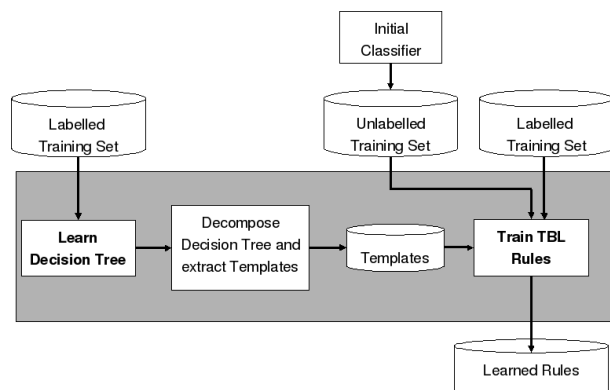 Initial
Classifier
Labelled
Training Set
Unlabelled
Training Set
Labelled
Training Set
Learn
Decision Tree
Decompose
Decision Tree and
extract Templates
Templates
Train TBL
Rules
Learned Rules